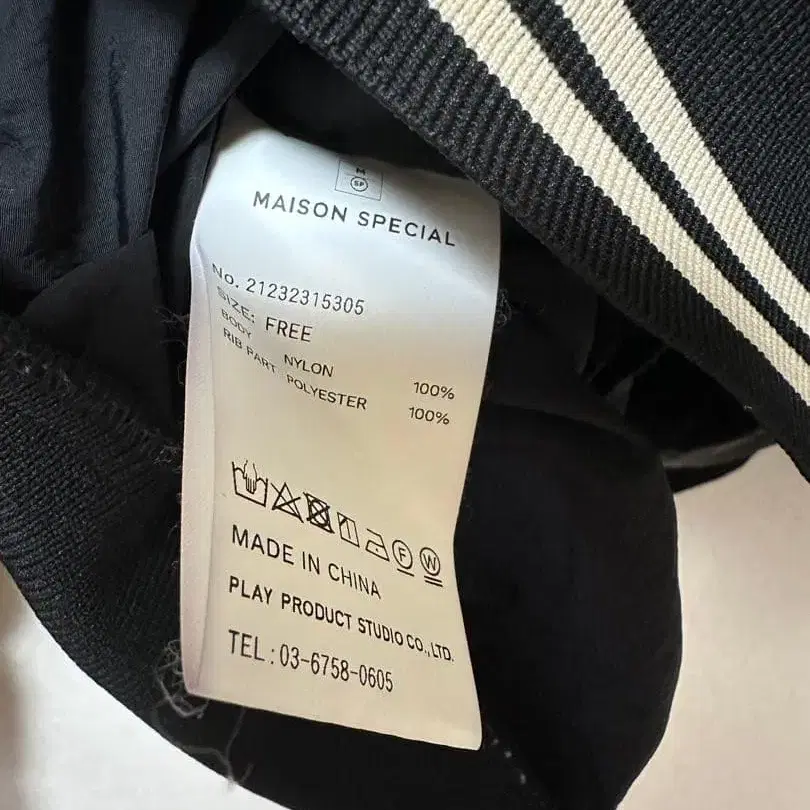 M
SP
MAISON SPECIAL
No. 21232315305
SIZE: FREE
BODY NYLON 100%
RIB PART POLYESTER 100%
F W
MADE IN CHINA
PLAY PRODUCT STUDIO CO.,LTD.
TEL:03-6758-0605